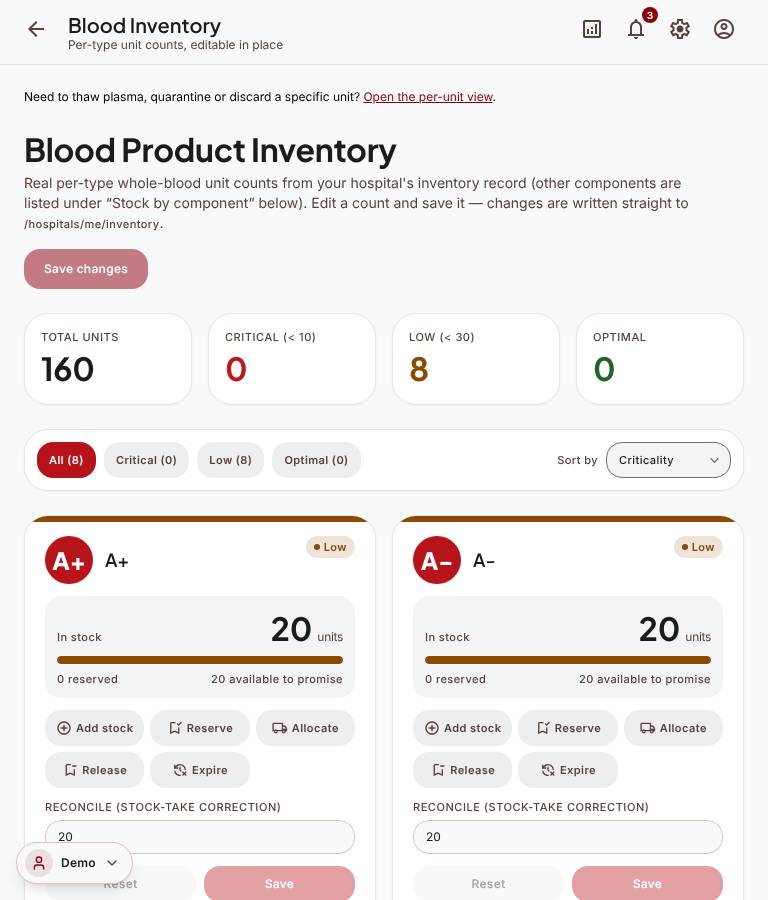 Blood Inventory
Per-type unit counts, editable in place
3
Need to thaw plasma, quarantine or discard a specific unit? Open the per-unit view.
Blood Product Inventory
Real per-type whole-blood unit counts from your hospital's inventory record (other components are
listed under “Stock by component” below). Edit a count and save it — changes are written straight to
/hospitals/me/inventory.
Save changes
TOTAL UNITS
160
CRITICAL (< 10)
0
LOW (< 30)
8
OPTIMAL
0
All (8)
Critical (0)
Low (8)
Optimal (0)
Sort by
Criticality
A+
A+
Low
In stock
20 units
0 reserved
20 available to promise
Add stock
Reserve
Allocate
Release
Expire
RECONCILE (STOCK-TAKE CORRECTION)
20
Reset
Save
A−
A−
Low
In stock
20 units
0 reserved
20 available to promise
Add stock
Reserve
Allocate
Release
Expire
RECONCILE (STOCK-TAKE CORRECTION)
20
Reset
Save
Demo